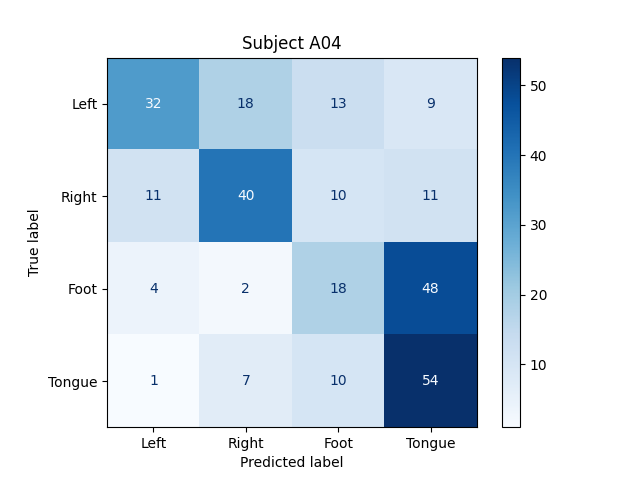 Subject A04
True label
Left 32 18 13 9
Right 11 40 10 11
Foot 4 2 18 48
Tongue 1 7 10 54
Left Right Foot Tongue
Predicted label
50
40
30
20
10